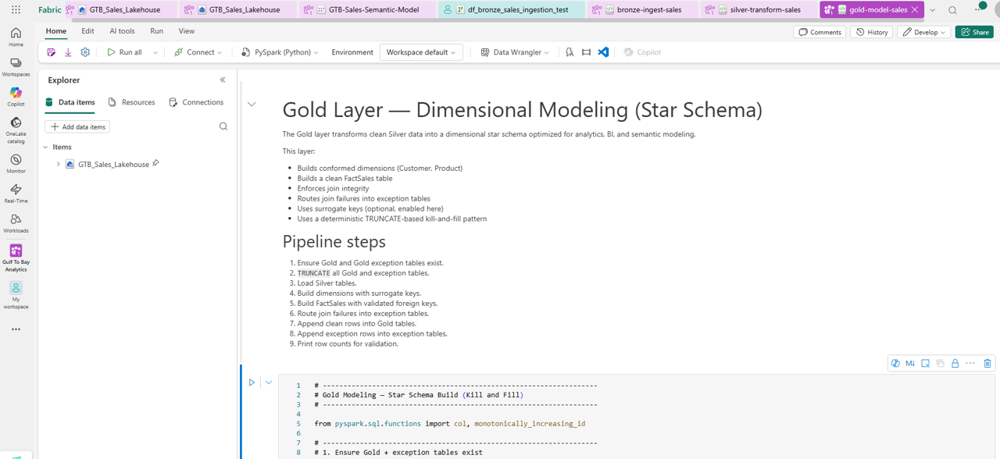 Fabric
GTB_Sales_Lakehouse
GTB_Sales_Lakehouse
GTB-Sales-Semantic-Model
df_bronze_sales_ingestion_test
bronze-ingest-sales
silver-transform-sales
gold-model-sales
Home
Edit
AI tools
Run
View
Comments
History
Develop
Share
Run all
Connect
PySpark (Python)
Environment
Workspace default
Data Wrangler
Copilot
Home
Workspaces
Copilot
OneLake
catalog
Monitor
Real-Time
Workloads
Gulf To Bay
Analytics
My
workspace
Explorer
Data items
Resources
Connections
Add data items
Items
GTB_Sales_Lakehouse
Gold Layer — Dimensional Modeling (Star Schema)
The Gold layer transforms clean Silver data into a dimensional star schema optimized for analytics, BI, and semantic modeling.
This layer:
• Builds conformed dimensions (Customer, Product)
• Builds a clean FactSales table
• Enforces join integrity
• Routes join failures into exception tables
• Uses surrogate keys (optional, enabled here)
• Uses a deterministic TRUNCATE-based kill-and-fill pattern
Pipeline steps
1. Ensure Gold and Gold exception tables exist.
2. TRUNCATE all Gold and exception tables.
3. Load Silver tables.
4. Build dimensions with surrogate keys.
5. Build FactSales with validated foreign keys.
6. Route join failures into exception tables.
7. Append clean rows into Gold tables.
8. Append exception rows into exception tables.
9. Print row counts for validation.
M↓
1 # ----------------------------------------------------------------------
2 # Gold Modeling — Star Schema Build (Kill and Fill)
3 # ----------------------------------------------------------------------
4
5 from pyspark.sql.functions import col, monotonically_increasing_id
6
7 # ----------------------------------------------------------------------
8 # 1. Ensure Gold + exception tables exist